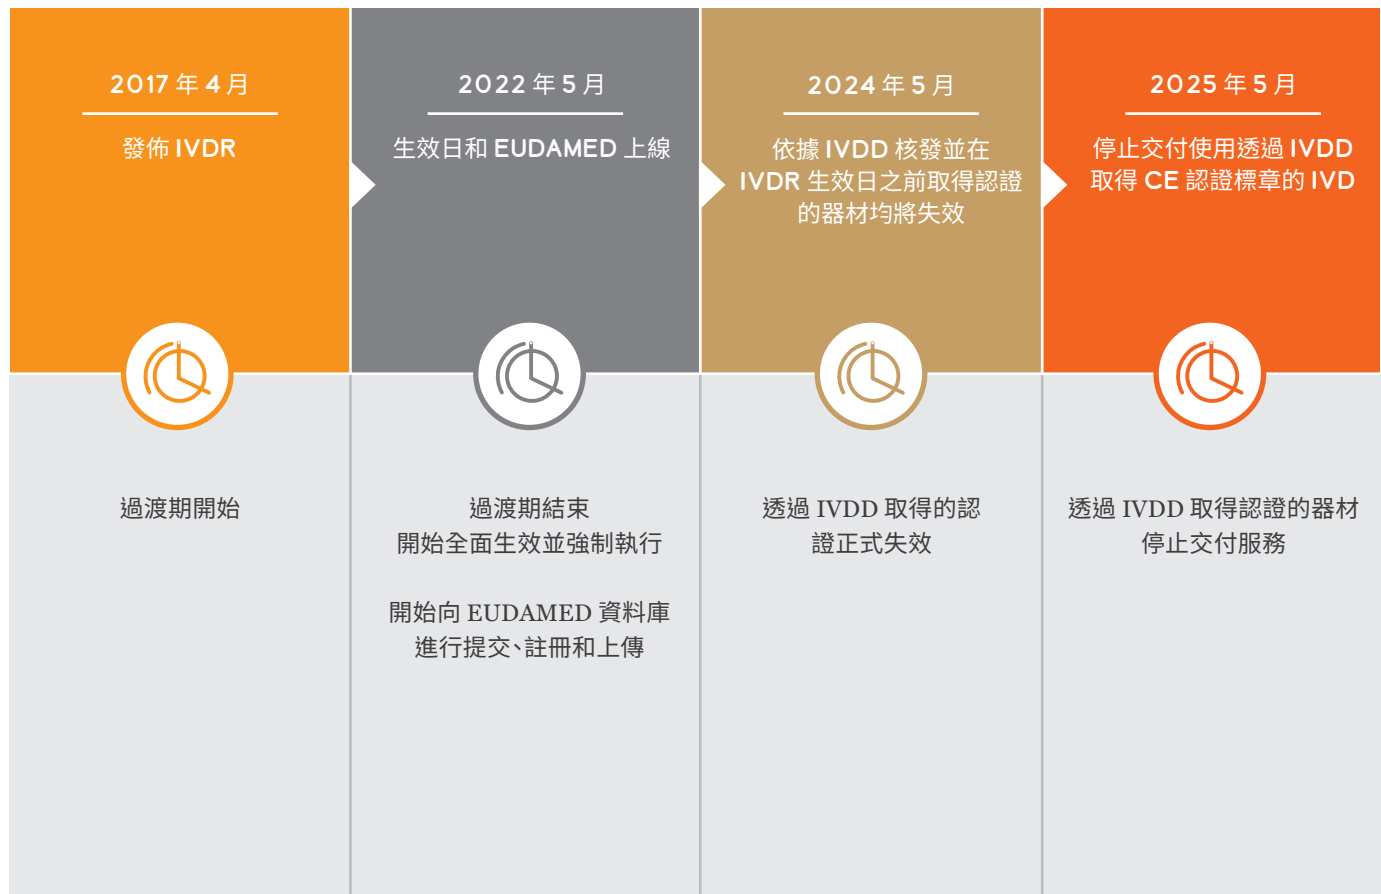 2017 年 4 月
發佈 IVDR
2022 年 5 月
生效日和 EUDAMED 上線
2024 年 5 月
依據 IVDD 核發並在
IVDR 生效日之前取得認證
的器材均將失效
2025 年 5 月
停止交付使用透過 IVDD
取得 CE 認證標章的 IVD
過渡期開始
過渡期結束
開始全面生效並強制執行
開始向 EUDAMED 資料庫
進行提交、註冊和上傳
透過 IVDD 取得的認
證正式失效
透過 IVDD 取得認證的器材
停止交付服務